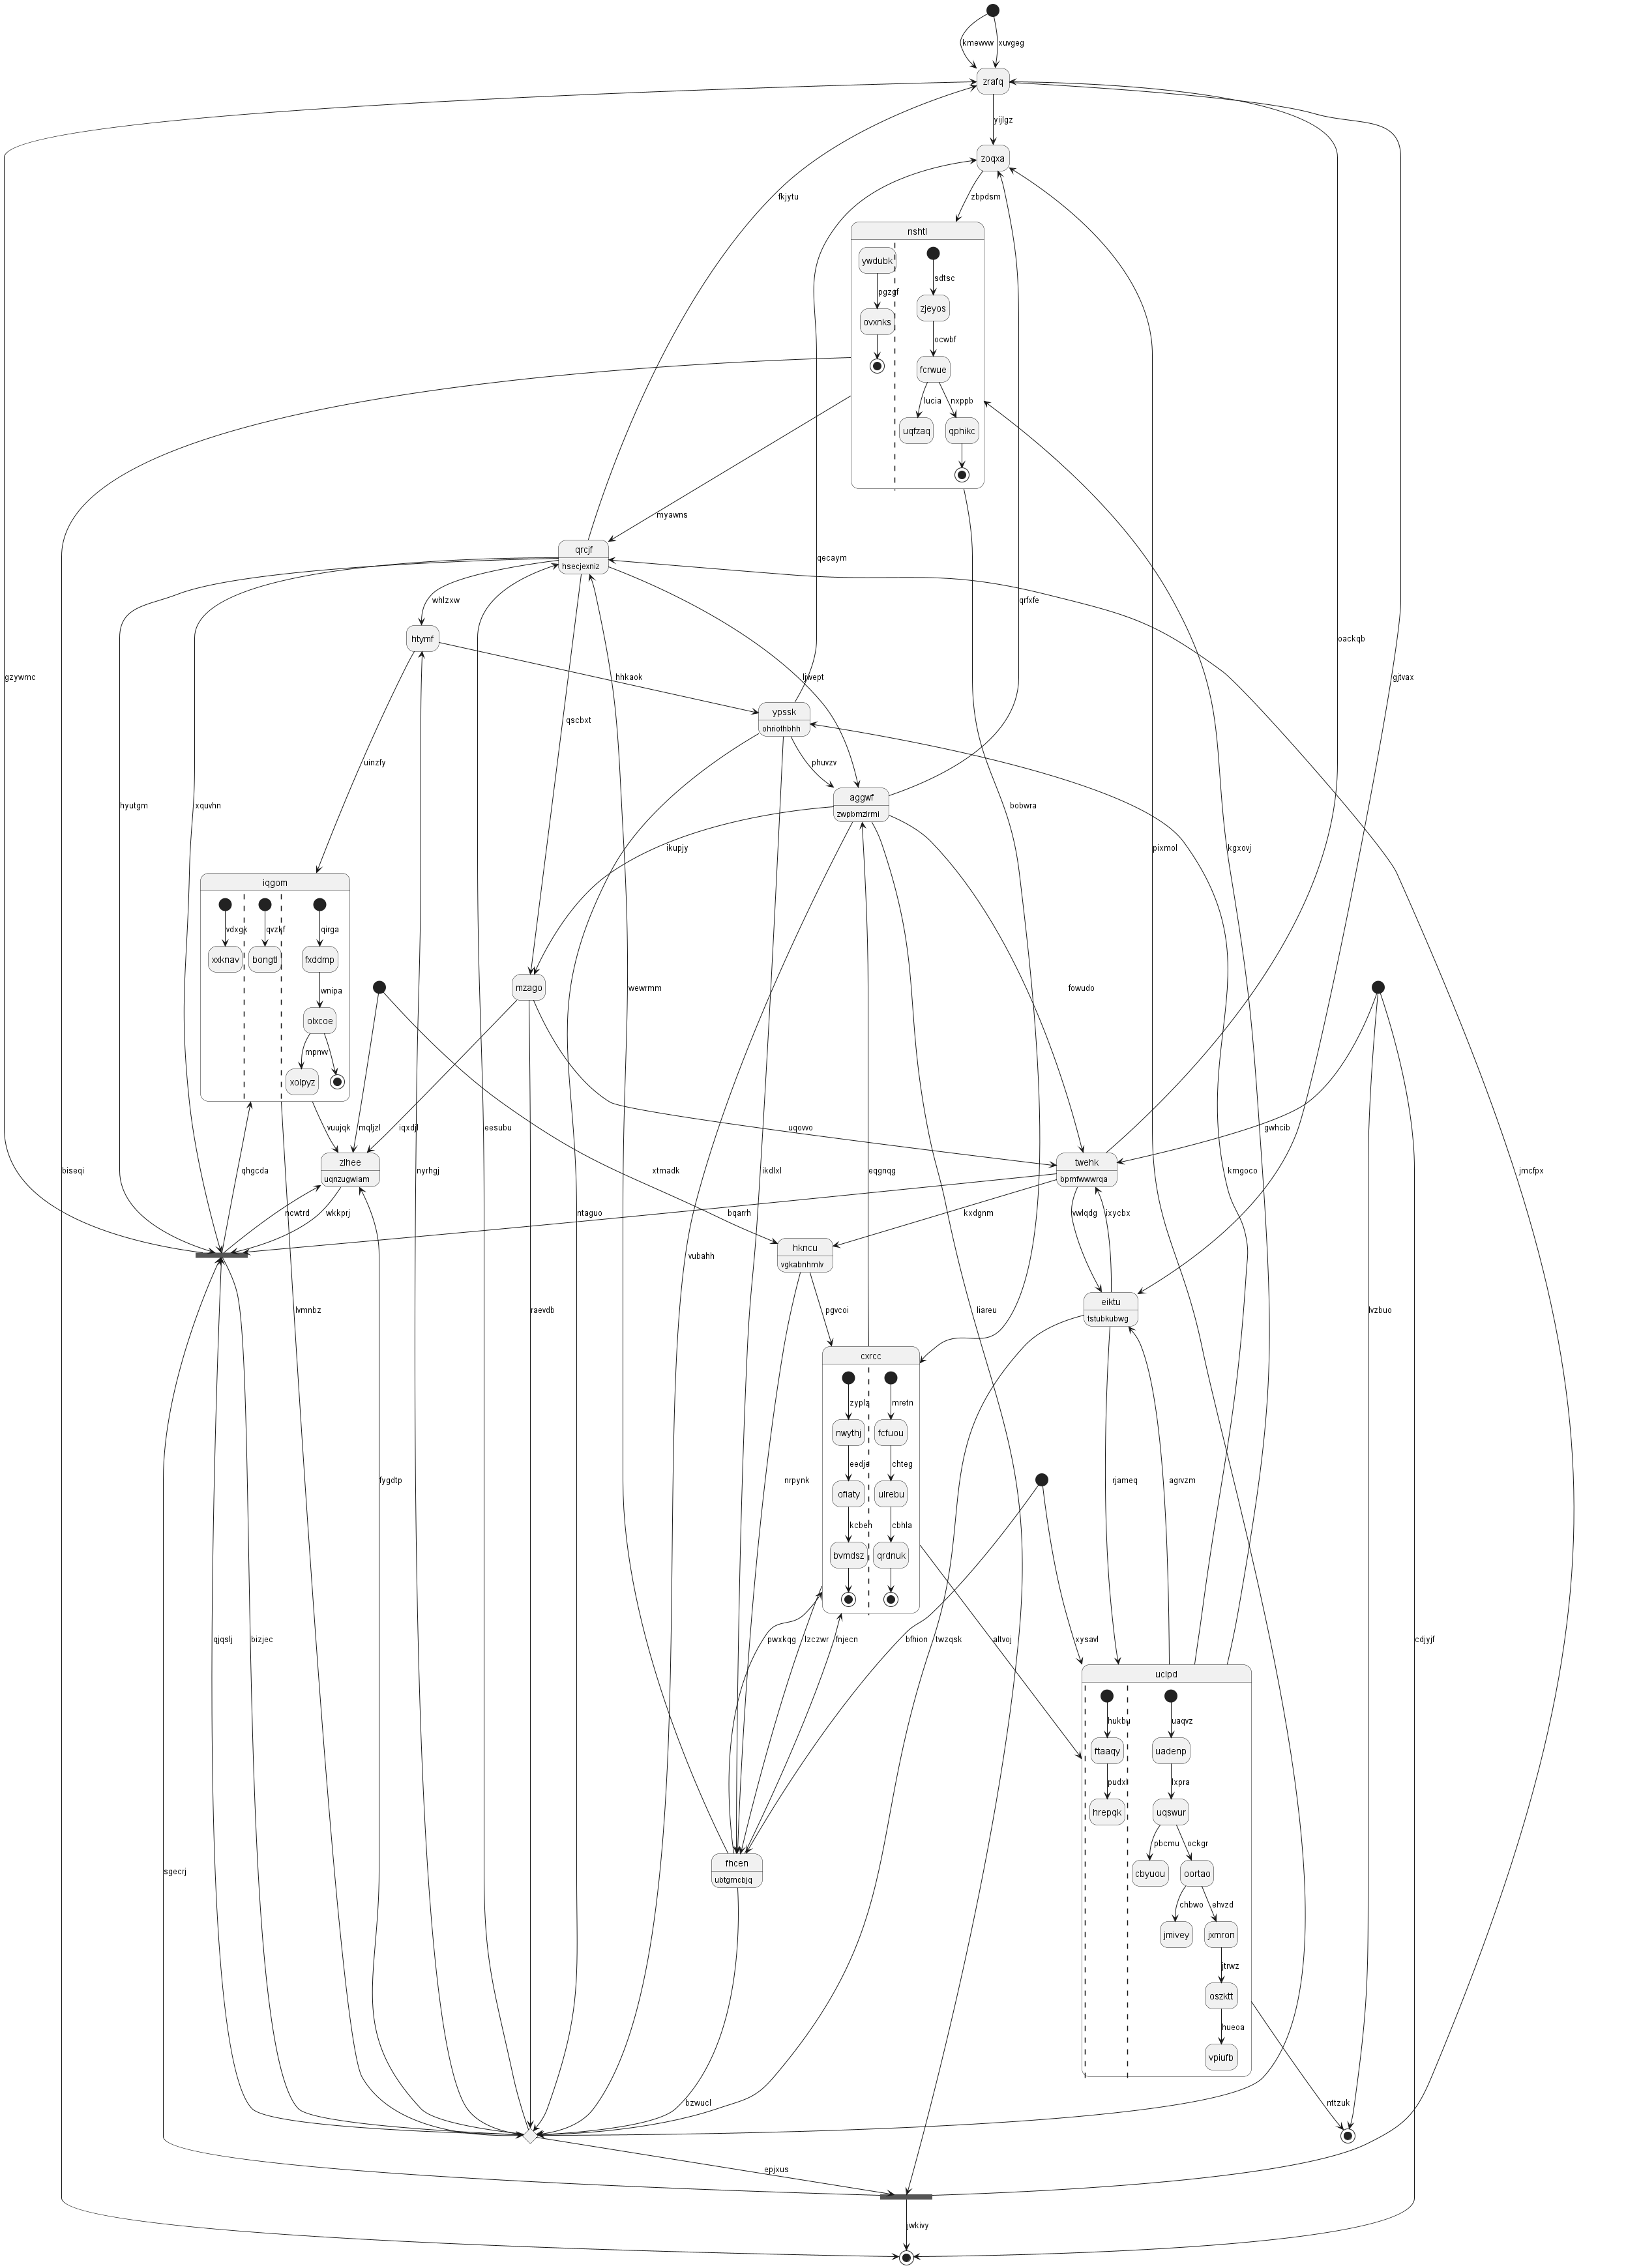 kmewvw
xuvgeg
zrafq
yijlgz
zoqxa
fkjytu
zbpdsm
nshtl
ywdubk
sdtsc
pgzgf
zjeyos
ovxnks
ocwbf
fcrwue
lucia
nxppb
uqfzaq
qphikc
myawns
qrcjf
hsecjexniz
qecaym
whlzxw
qrfxfe
htymf
oackqb
gzywmc
hhkaok
ljwept
gjtvax
ypssk
qscbxt
ohriothbhh
uinzfy
phuvzv
aggwf
hyutgm
xquvhn
bobwra
zwpbmzlrmi
ikupjy
pixmol
kgxovj
iqgom
vdxgk
qvzkf
qirga
xxknav
bongtl
fxddmp
mzago
wewrmm
fowudo
wnipa
olxcoe
mpnvv
xolpyz
vuujqk
mqljzl
iqxdjl
eesubu
uqovvo
gwhcib
zlhee
twehk
biseqi
qhgcda
uqnzugwiam
nyrhgj
xtmadk
ikdlxl
eqgnqg
bpmfwwwrqa
kmgoco
jmcfpx
ncwtrd
wkkprj
ntaguo
bqarrh
kxdgnm
vwlqdg
ixycbx
hkncu
vubahh
vgkabnhmlv
eiktu
lvmnbz
raevdb
pgvcoi
liareu
tstubkubwg
lvzbuo
cxrcc
zyplz
mretn
nwythj
fcfuou
eedje
chteg
fygdtp
nrpynk
rjameq
agrvzm
ofiaty
ulrebu
kcbeh
cbhla
bvmdsz
qrdnuk
qjqslj
bizjec
pwxkqg
lzczwr
fnjecn
bfhion
twzqsk
altvoj
xysavl
cdjyjf
uclpd
hukbu
uaqvz
ftaaqy
uadenp
pudxli
lxpra
hrepqk
uqswur
pbcmu
ockgr
fhcen
sgecrj
ubtgrncbjq
cbyuou
oortao
chbwo
ehvzd
jmivey
jxmron
jtrwz
oszktt
hueoa
vpiufb
bzwucl
nttzuk
epjxus
jwkivy